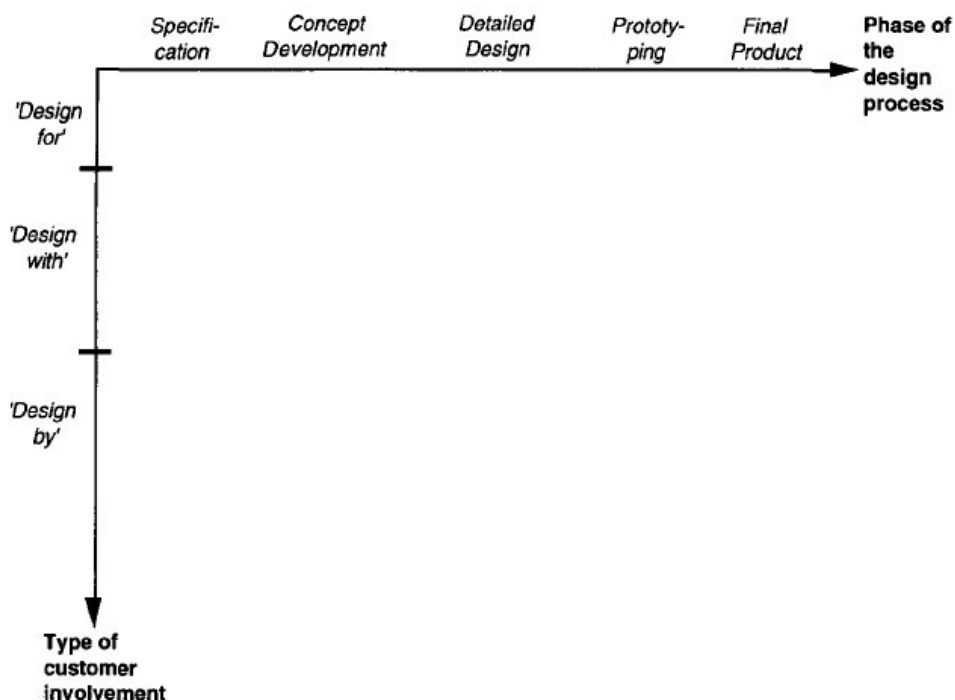 Specifi-
cation
Concept
Development
Detailed
Design
Prototy-
ping
Final
Product
Phase of
the
design
process
'Design
for'
'Design
with'
'Design
by'
Type of
customer
involvement